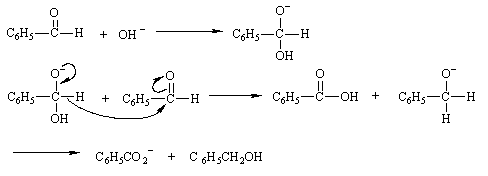 O O⁻
C₆H₅—C—H + OH⁻ C₆H₅—C—H
OH
O⁻ O O O⁻
C₆H₅—C—H + C₆H₅—C—H C₆H₅—C—OH + C₆H₅—C—H
OH H
C₆H₅CO₂⁻ + C₆H₅CH₂OH